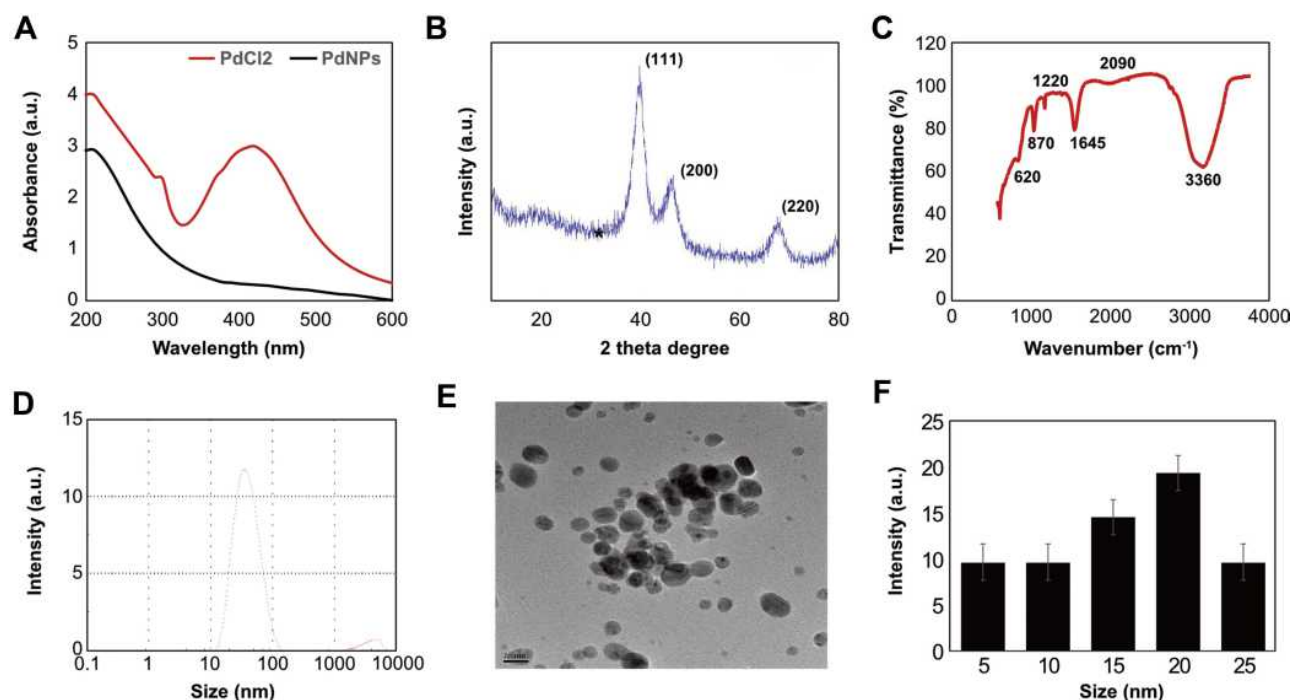 A
5
4
3
2
1
0
Absorbance (a.u.)
PdCl2
PdNPs
200 300 400 500 600
Wavelength (nm)
B
Intensity (a.u.)
(111)
(200)
(220)
*
20 40 60 80
2 theta degree
C
120
100
80
60
40
20
0
Transmittance (%)
2090
1220
870
1645
620
3360
0 1000 2000 3000 4000
Wavenumber (cm⁻¹)
D
15
10
5
0
Intensity (a.u.)
0.1 1 10 100 1000 10000
Size (nm)
E
F
25
20
15
10
5
0
Intensity (a.u.)
5 10 15 20 25
Size (nm)